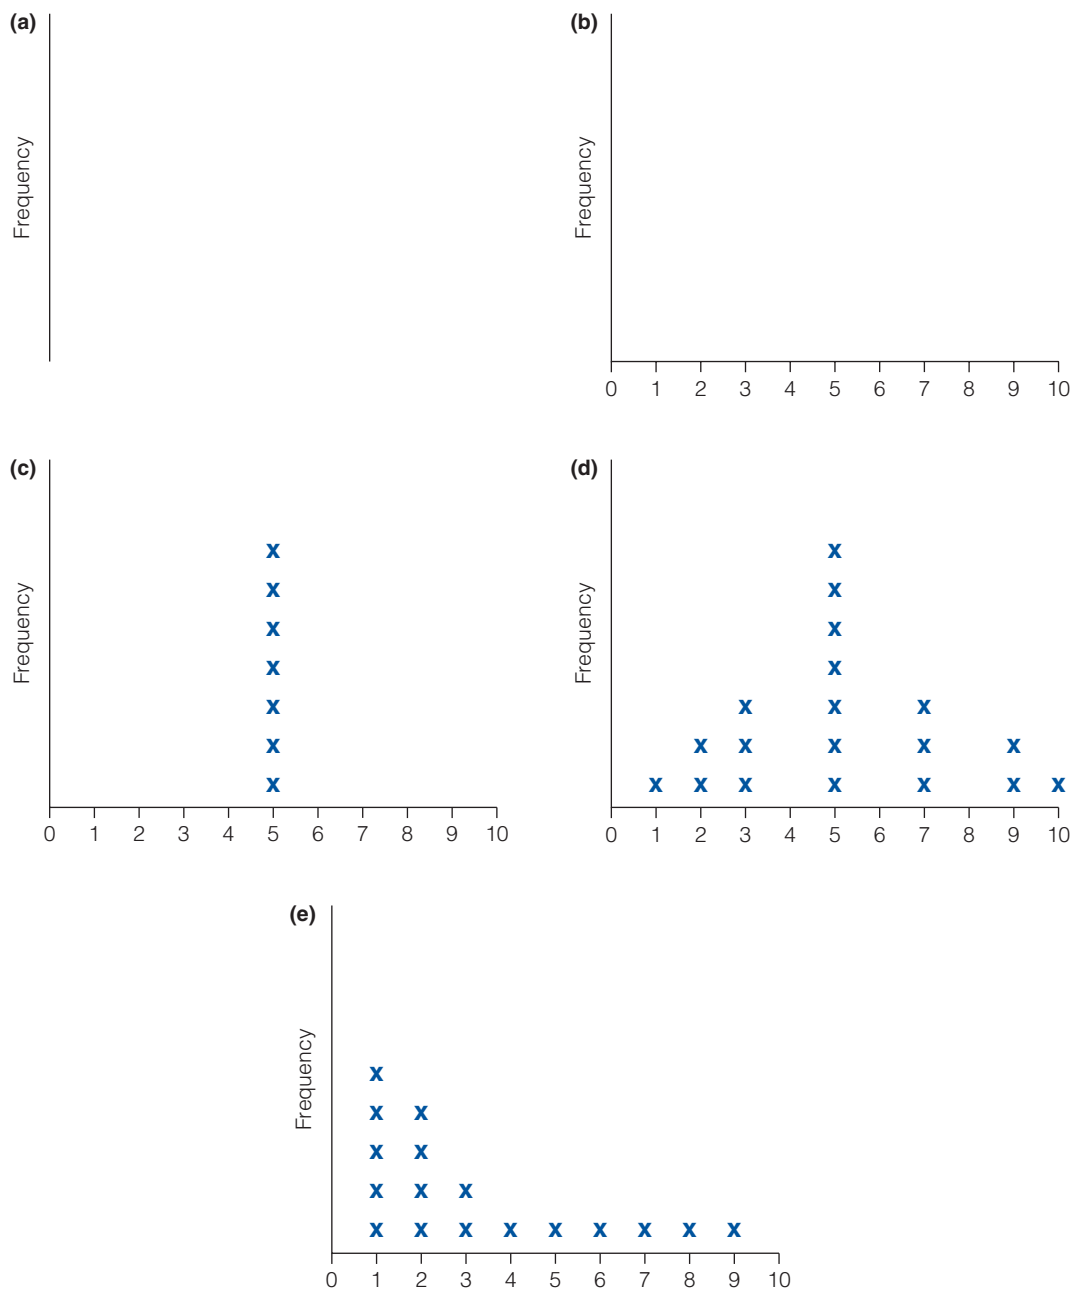 (a)
Frequency
(b)
Frequency
0 1 2 3 4 5 6 7 8 9 10
(c)
Frequency
x
x
x
x
x
x
x
0 1 2 3 4 5 6 7 8 9 10
(d)
Frequency
x
x
x
x
x x x
x x x x x
x x x x x x x
0 1 2 3 4 5 6 7 8 9 10
(e)
Frequency
x
x x
x x
x x x
x x x x x x x x x
0 1 2 3 4 5 6 7 8 9 10